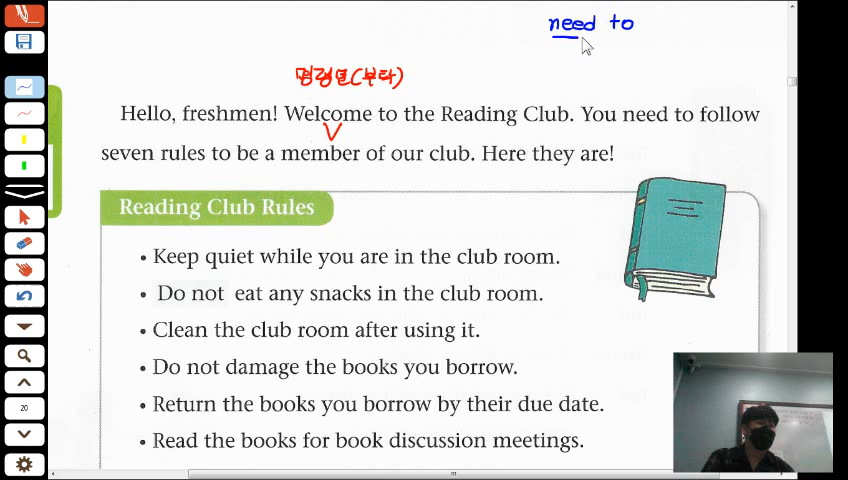 need to
명령문(부탁)
Hello, freshmen! Welcome to the Reading Club. You need to follow
V
seven rules to be a member of our club. Here they are!
Reading Club Rules
• Keep quiet while you are in the club room.
• Do not eat any snacks in the club room.
• Clean the club room after using it.
• Do not damage the books you borrow.
• Return the books you borrow by their due date.
• Read the books for book discussion meetings.
20